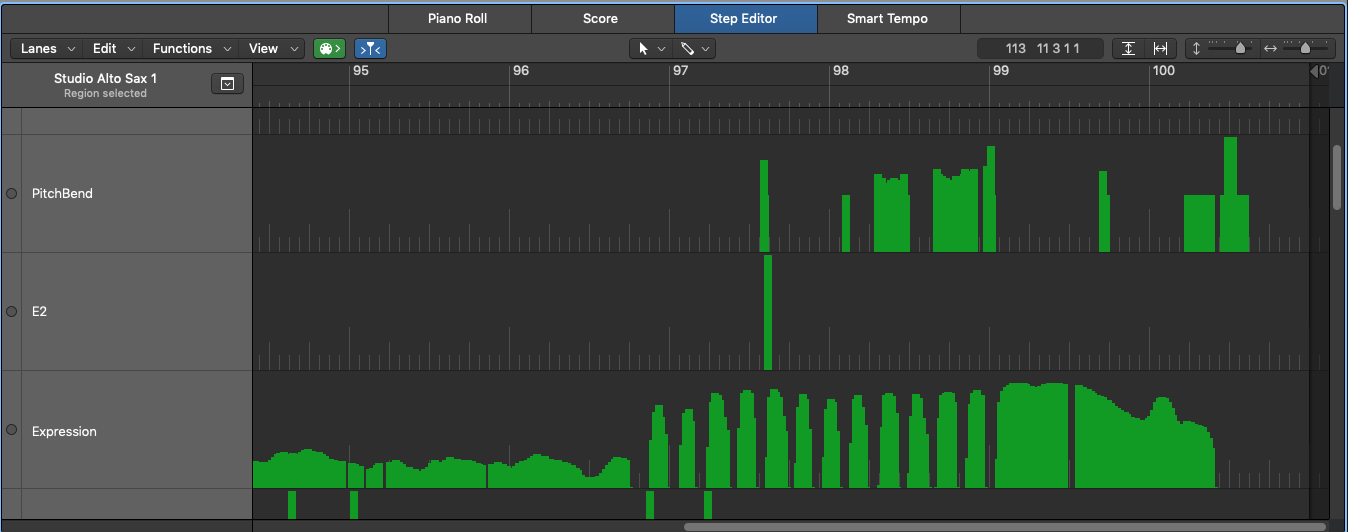 Piano Roll Score Step Editor Smart Tempo
Lanes Edit Functions View 113 11 3 1 1
Studio Alto Sax 1 95 96 97 98 99 100
Region selected
PitchBend
E2
Expression